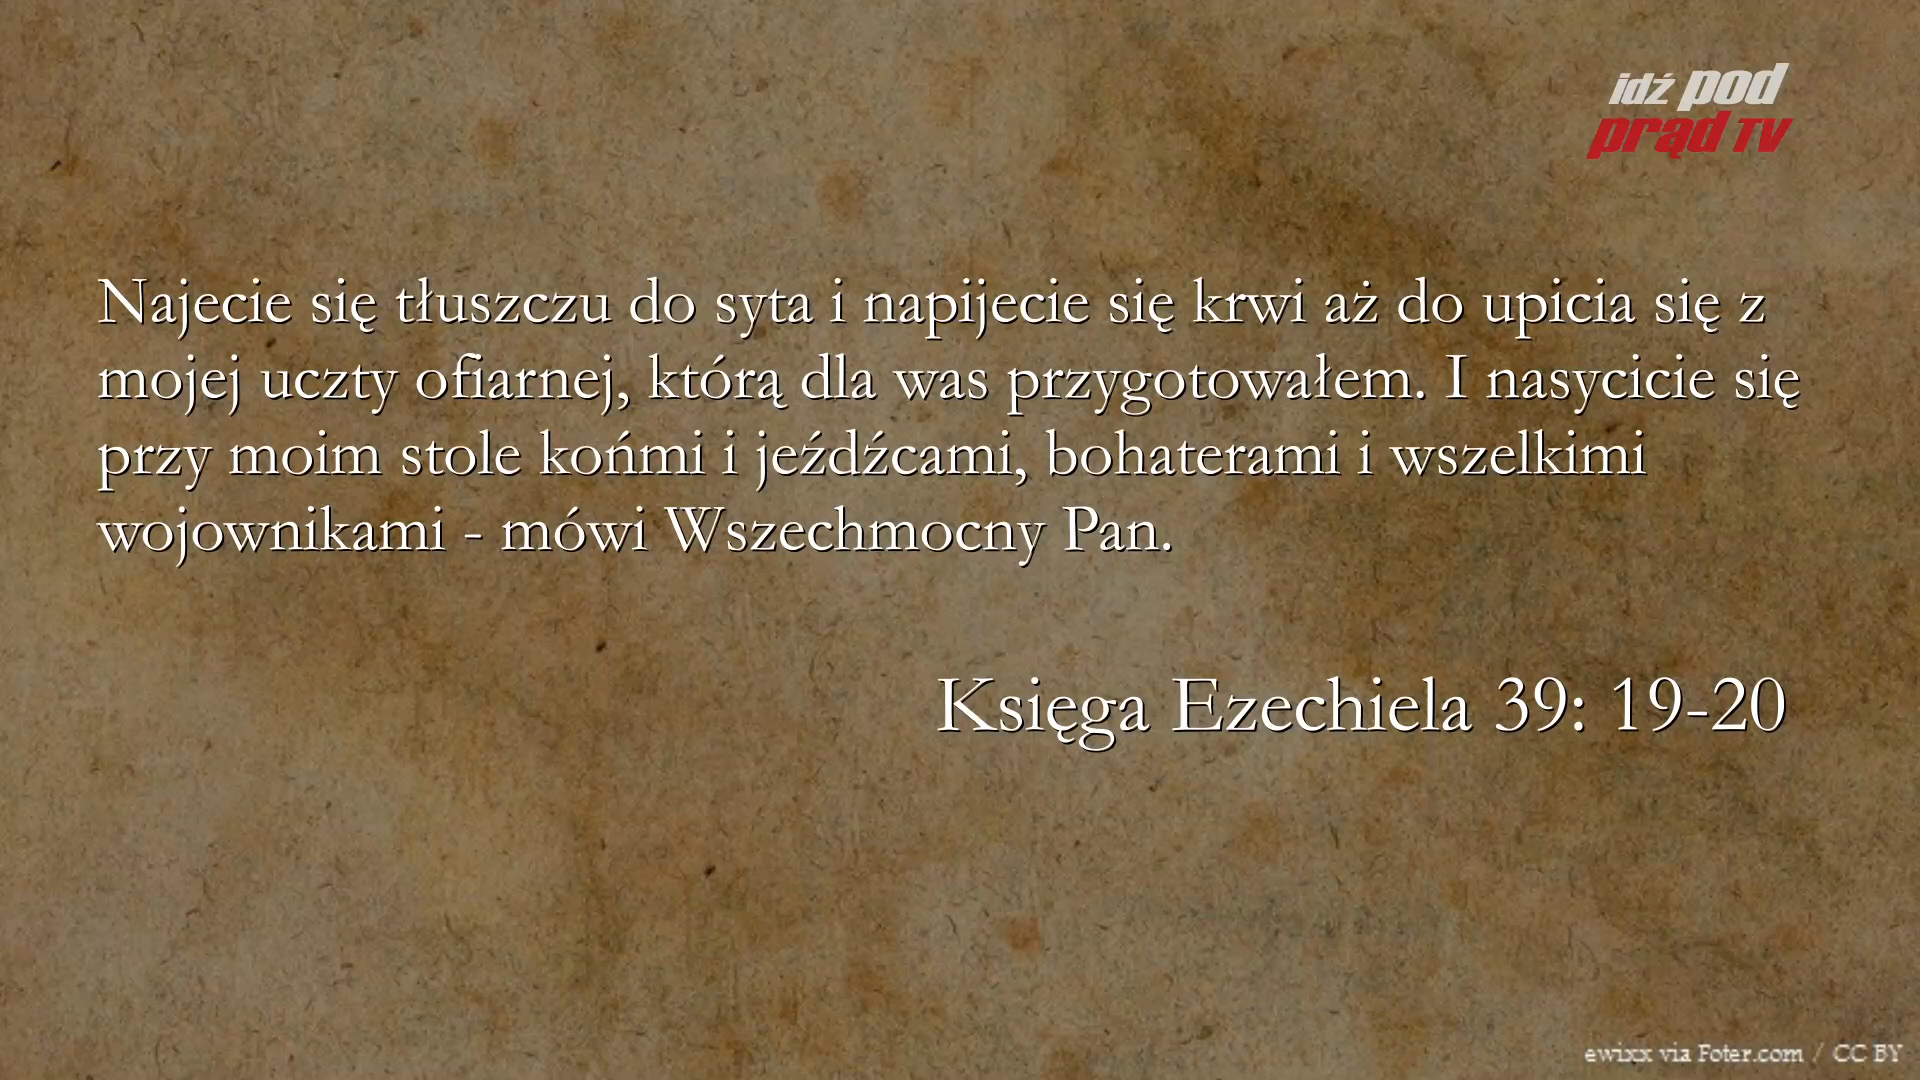 idź pod
prąd TV
Najecie się tłuszczu do syta i napijecie się krwi aż do upicia się z
mojej uczty ofiarnej, którą dla was przygotowałem. I nasycicie się
przy moim stole końmi i jeźdźcami, bohaterami i wszelkimi
wojownikami - mówi Wszechmocny Pan.
Księga Ezechiela 39: 19-20
ewixx via Foter.com / CC BY